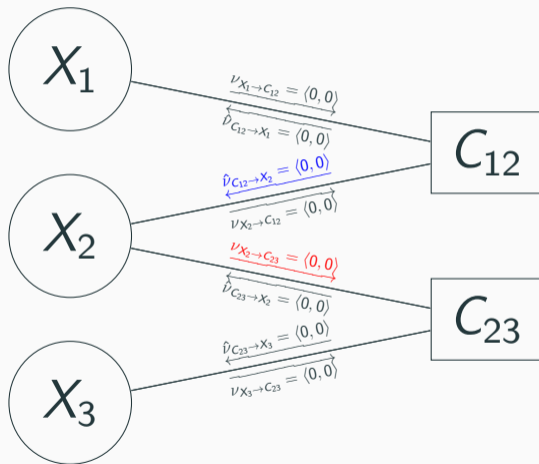 X₁
ν_{X₁→C₁₂} = ⟨0, 0⟩
ν̂_{C₁₂→X₁} = ⟨0, 0⟩
C₁₂
ν̂_{C₁₂→X₂} = ⟨0, 0⟩
ν_{X₂→C₁₂} = ⟨0, 0⟩
X₂
ν_{X₂→C₂₃} = ⟨0, 0⟩
ν̂_{C₂₃→X₂} = ⟨0, 0⟩
C₂₃
ν̂_{C₂₃→X₃} = ⟨0, 0⟩
ν_{X₃→C₂₃} = ⟨0, 0⟩
X₃